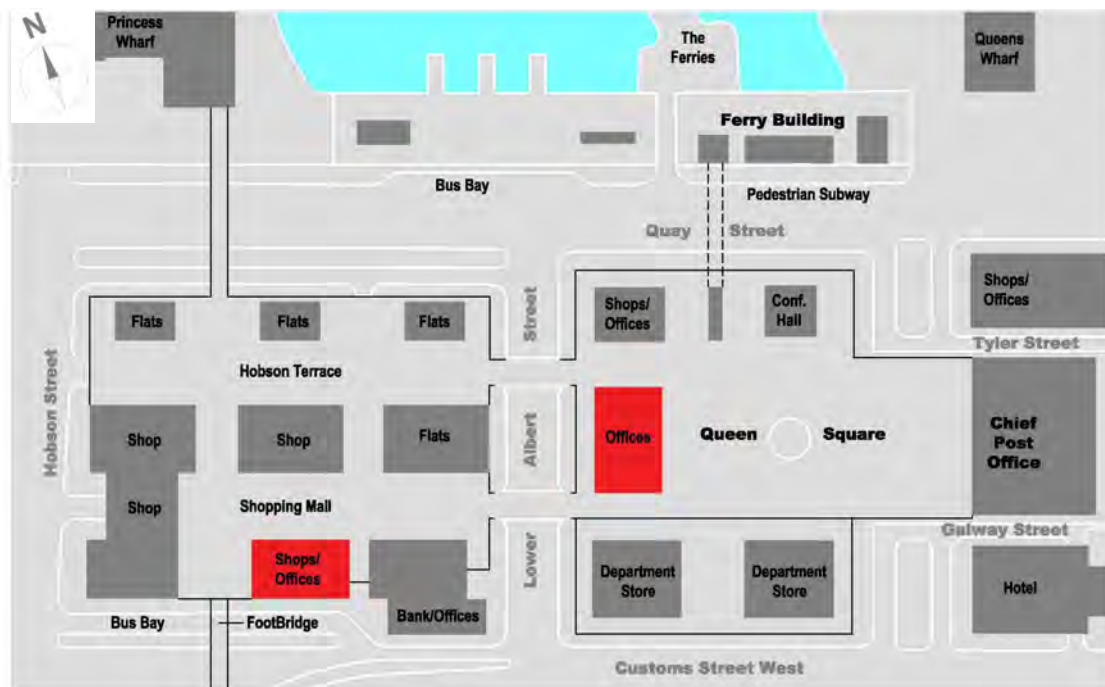 N
Princess
Wharf
The
Ferries
Queens
Wharf
Ferry Building
Bus Bay
Pedestrian Subway
Quay Street
Shops/
Offices
Flats
Flats
Flats
Shops/
Offices
Conf.
Hall
Street
Tyler Street
Hobson Terrace
Hobson Street
Shop
Shop
Flats
Albert
Offices
Queen Square
Chief
Post
Office
Shop
Shopping Mall
Galway Street
Shops/
Offices
Lower
Department
Store
Department
Store
Hotel
Bus Bay
FootBridge
Bank/Offices
Customs Street West